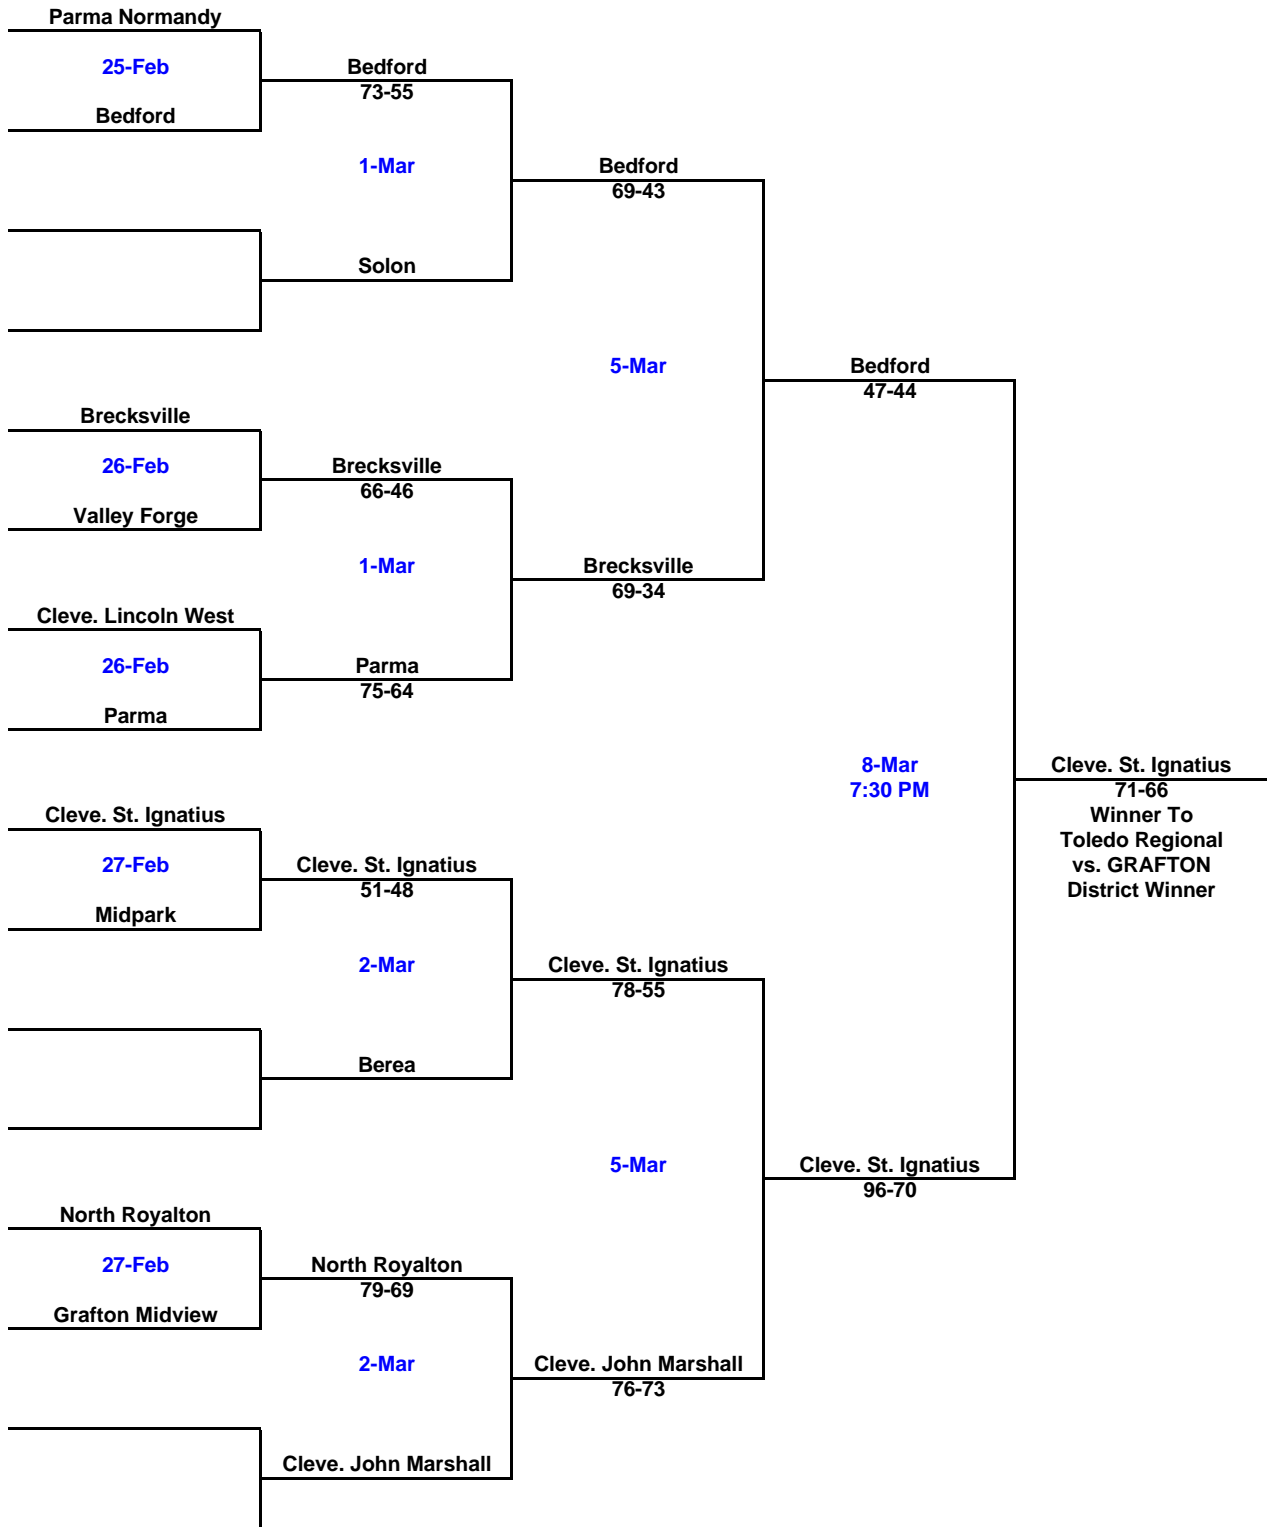 Parma Normandy
25-Feb
Bedford
Bedford
73-55
1-Mar
Bedford
69-43
Solon
5-Mar
Bedford
47-44
Brecksville
26-Feb
Brecksville
66-46
Valley Forge
1-Mar
Brecksville
69-34
Cleve. Lincoln West
26-Feb
Parma
75-64
Parma
8-Mar
7:30 PM
Cleve. St. Ignatius
71-66
Winner To
Toledo Regional
vs. GRAFTON
District Winner
Cleve. St. Ignatius
27-Feb
Cleve. St. Ignatius
51-48
Midpark
2-Mar
Cleve. St. Ignatius
78-55
Berea
5-Mar
Cleve. St. Ignatius
96-70
North Royalton
27-Feb
North Royalton
79-69
Grafton Midview
2-Mar
Cleve. John Marshall
76-73
Cleve. John Marshall